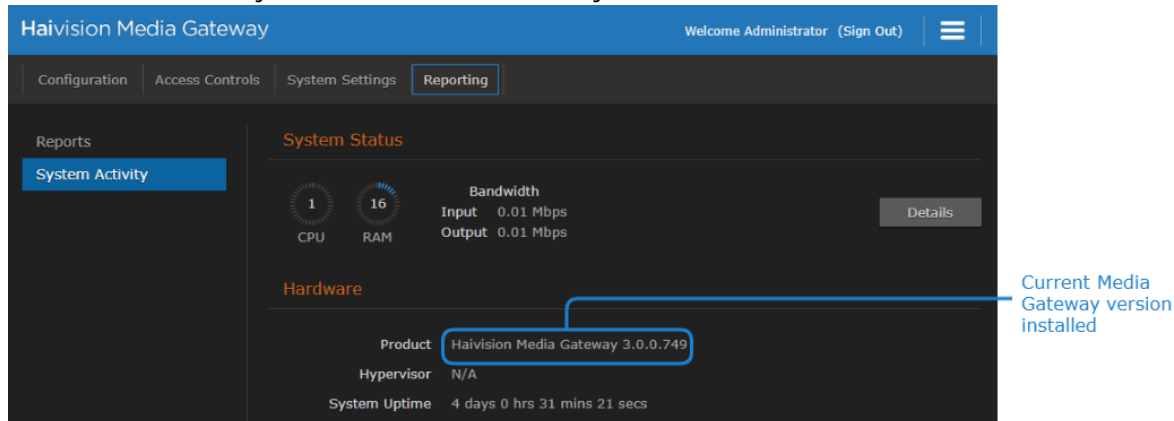 Haivision Media Gateway
Welcome Administrator (Sign Out)
Configuration Access Controls System Settings Reporting
Reports
System Activity
System Status
1 16
CPU RAM
Bandwidth
Input 0.01 Mbps
Output 0.01 Mbps
Details
Hardware
Product Haivision Media Gateway 3.0.0.749
Hypervisor N/A
System Uptime 4 days 0 hrs 31 mins 21 secs
Current Media
Gateway version
installed